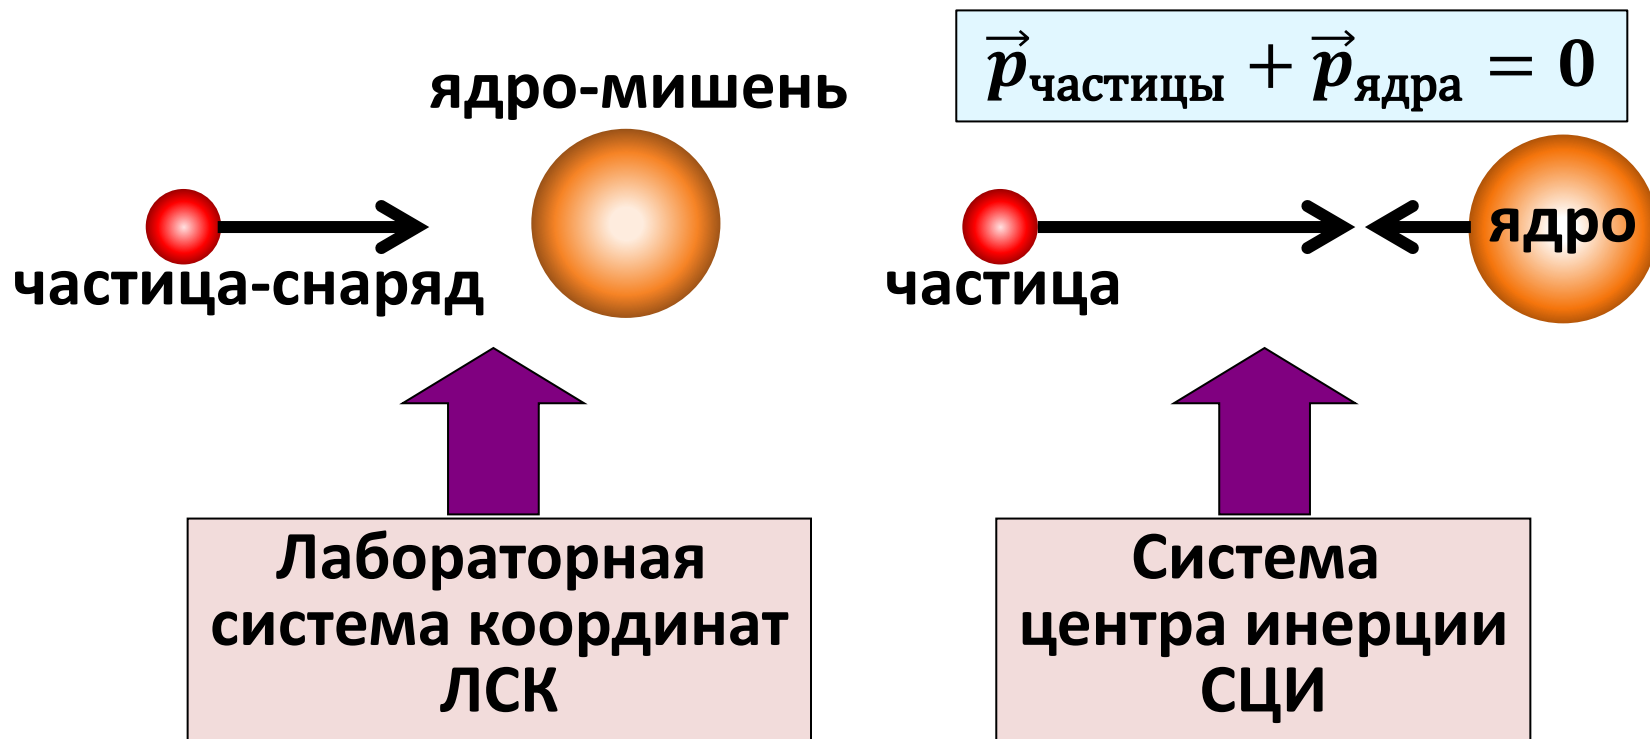 ядро-мишень
частица-снаряд
Лабораторная
система координат
ЛСК
p⃗частицы + p⃗ядра = 0
частица
ядро
Система
центра инерции
СЦИ